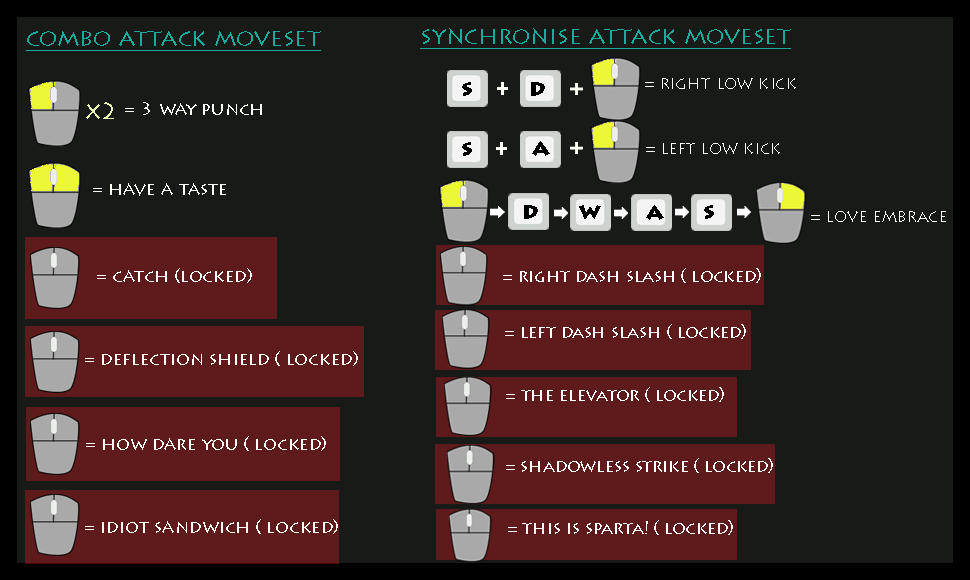 COMBO ATTACK MOVESET
X2 = 3 WAY PUNCH
= HAVE A TASTE
= CATCH (LOCKED)
= DEFLECTION SHIELD ( LOCKED)
= HOW DARE YOU ( LOCKED)
= IDIOT SANDWICH ( LOCKED)
SYNCHRONISE ATTACK MOVESET
S + D + = RIGHT LOW KICK
S + A + = LEFT LOW KICK
D W A S = LOVE EMBRACE
= RIGHT DASH SLASH ( LOCKED)
= LEFT DASH SLASH ( LOCKED)
= THE ELEVATOR ( LOCKED)
= SHADOWLESS STRIKE ( LOCKED)
= THIS IS SPARTA! ( LOCKED)